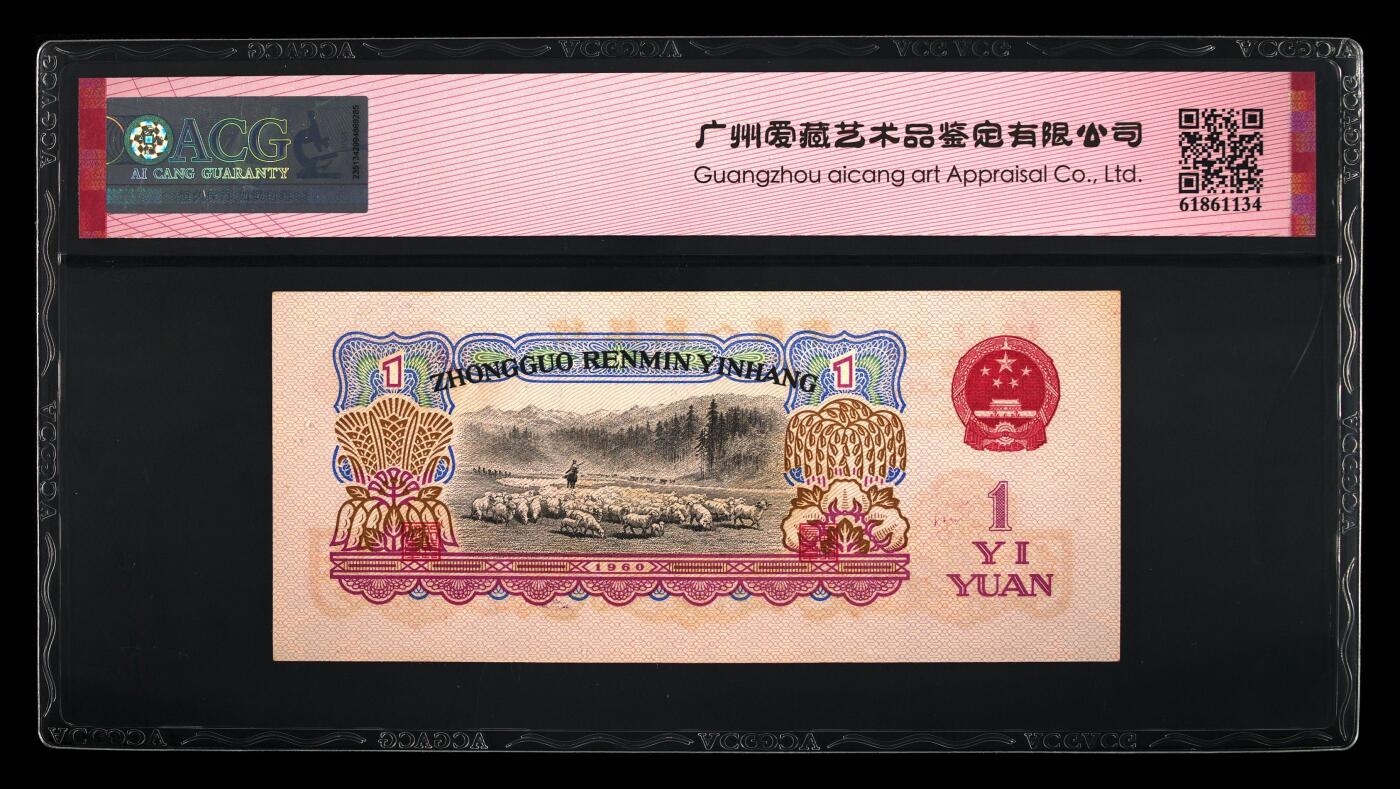 ACG
AI CANG GUARANTY
广州爱藏艺术品鉴定有限公司
Guangzhou aicang art Appraisal Co., Ltd.
61861134
1
ZHONGGUO RENMIN YINHANG
1
1960
1
YI
YUAN